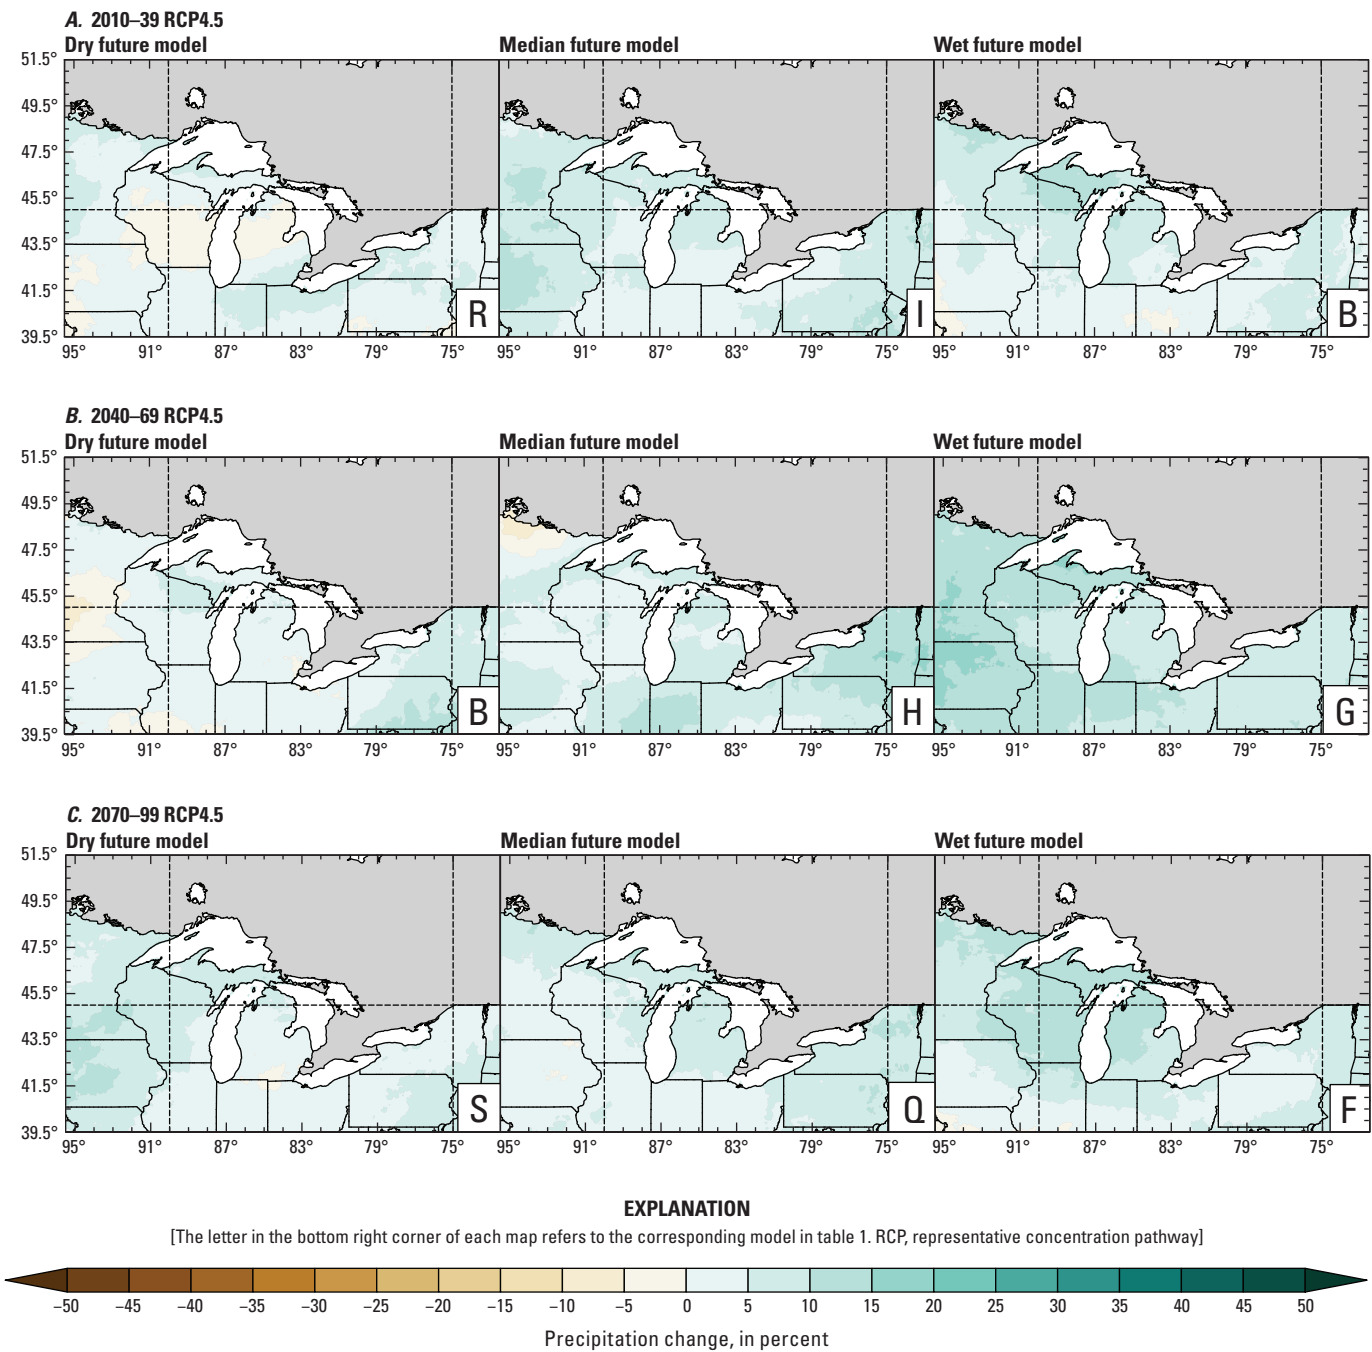 A. 2010–39 RCP4.5
Dry future model Median future model Wet future model
51.5°
49.5°
47.5°
45.5°
43.5°
41.5°
39.5°
R I B
95° 91° 87° 83° 79° 75° 95° 91° 87° 83° 79° 75° 95° 91° 87° 83° 79° 75°
B. 2040–69 RCP4.5
Dry future model Median future model Wet future model
51.5°
49.5°
47.5°
45.5°
43.5°
41.5°
39.5°
B H G
95° 91° 87° 83° 79° 75° 95° 91° 87° 83° 79° 75° 95° 91° 87° 83° 79° 75°
C. 2070–99 RCP4.5
Dry future model Median future model Wet future model
51.5°
49.5°
47.5°
45.5°
43.5°
41.5°
39.5°
S Q F
95° 91° 87° 83° 79° 75° 95° 91° 87° 83° 79° 75° 95° 91° 87° 83° 79° 75°
EXPLANATION
[The letter in the bottom right corner of each map refers to the corresponding model in table 1. RCP, representative concentration pathway]
−50 −45 −40 −35 −30 −25 −20 −15 −10 −5 0 5 10 15 20 25 30 35 40 45 50
Precipitation change, in percent